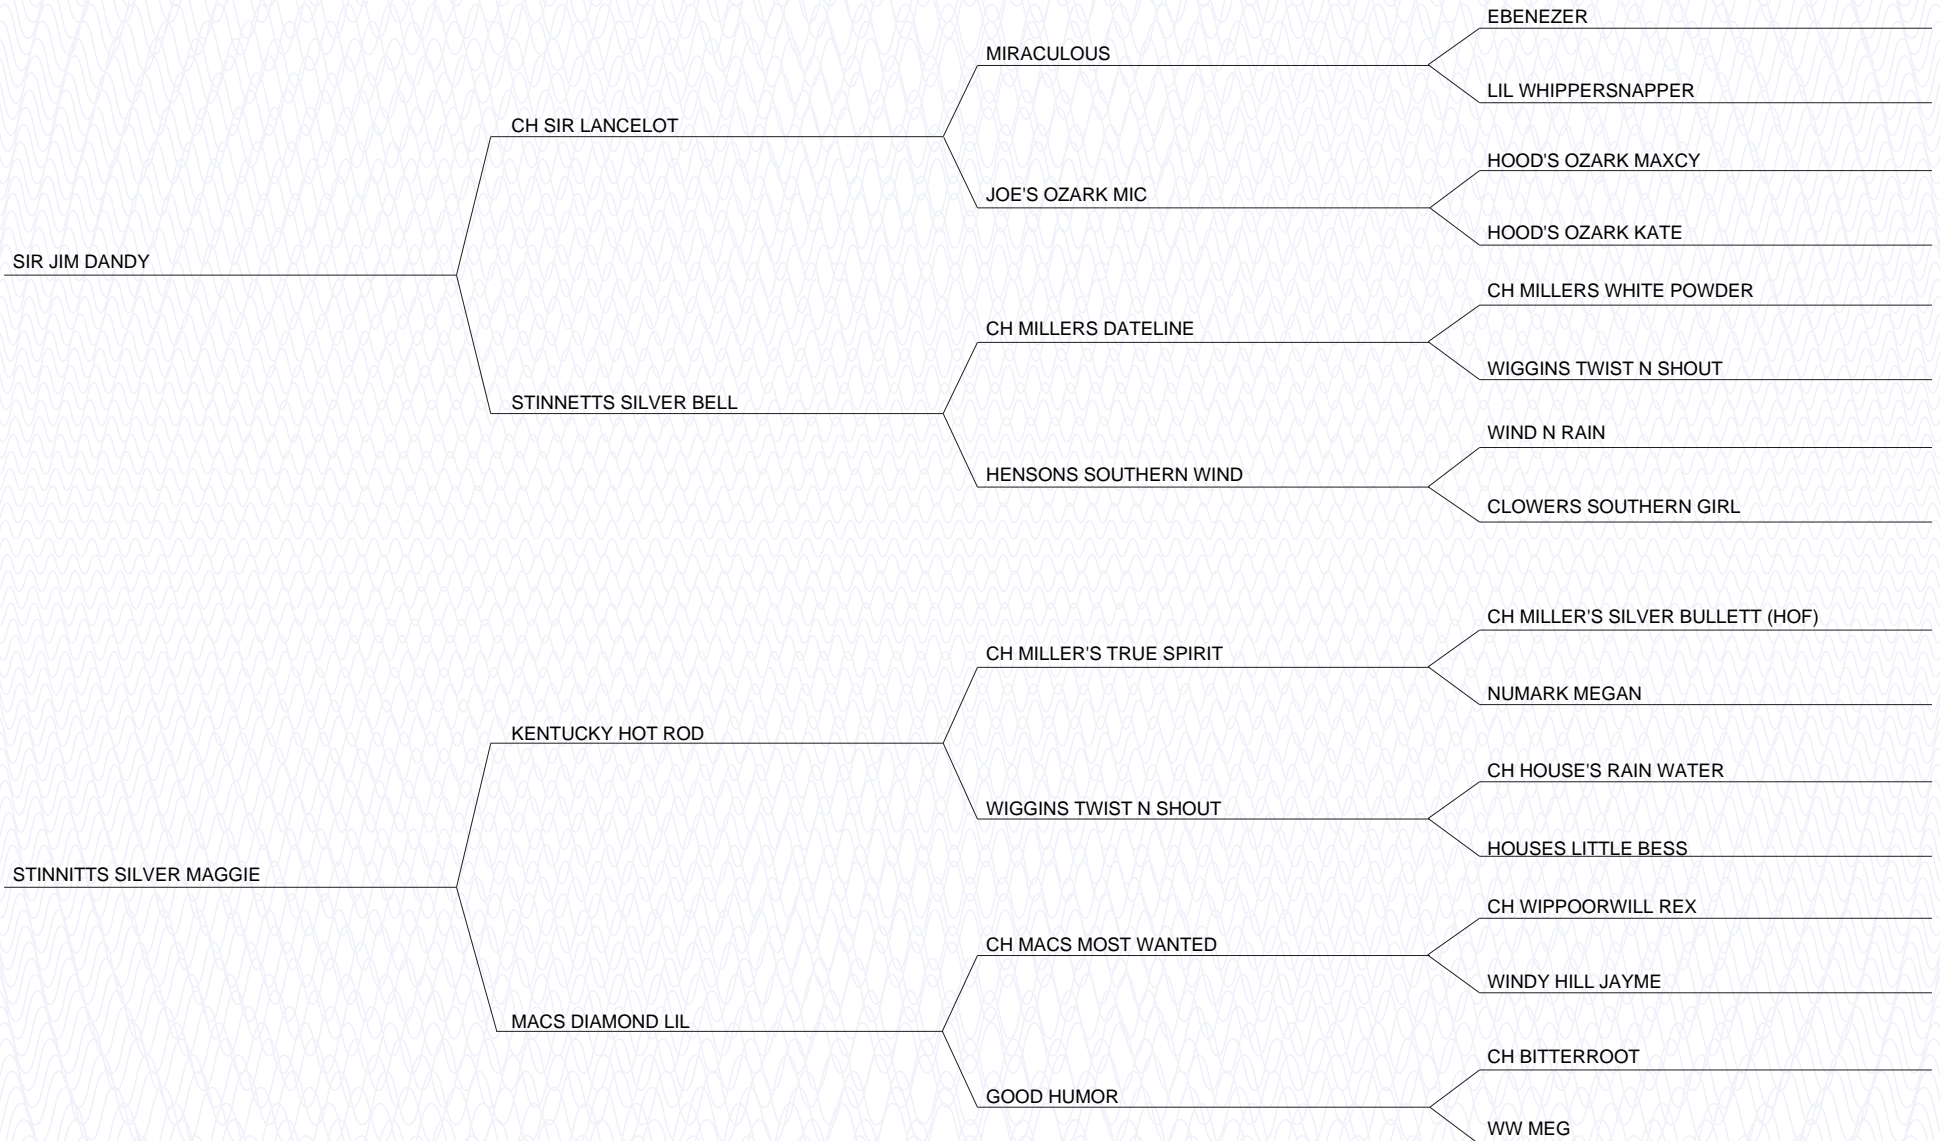 EBENEZER
MIRACULOUS
LIL WHIPPERSNAPPER
CH SIR LANCELOT
HOOD'S OZARK MAXCY
JOE'S OZARK MIC
HOOD'S OZARK KATE
SIR JIM DANDY
CH MILLERS WHITE POWDER
CH MILLERS DATELINE
WIGGINS TWIST N SHOUT
STINNETTS SILVER BELL
WIND N RAIN
HENSONS SOUTHERN WIND
CLOWERS SOUTHERN GIRL
CH MILLER'S SILVER BULLETT (HOF)
CH MILLER'S TRUE SPIRIT
NUMARK MEGAN
KENTUCKY HOT ROD
CH HOUSE'S RAIN WATER
WIGGINS TWIST N SHOUT
HOUSES LITTLE BESS
STINNITTS SILVER MAGGIE
CH WIPPOORWILL REX
CH MACS MOST WANTED
WINDY HILL JAYME
MACS DIAMOND LIL
CH BITTERROOT
GOOD HUMOR
WW MEG